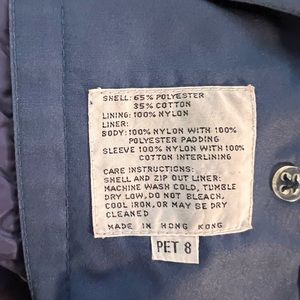 SHELL: 65% POLYESTER
35% COTTON
LINING: 100% NYLON
LINER:
BODY: 100% NYLON WITH 100%
POLYESTER PADDING
SLEEVE 100% NYLON WITH 100%
COTTON INTERLINING
CARE INSTRUCTIONS:
SHELL AND ZIP OUT LINER:
MACHINE WASH COLD, TUMBLE
DRY LOW, DO NOT BLEACH,
COOL IRON, OR MAY BE DRY
CLEANED
MADE IN HONG KONG
PET 8